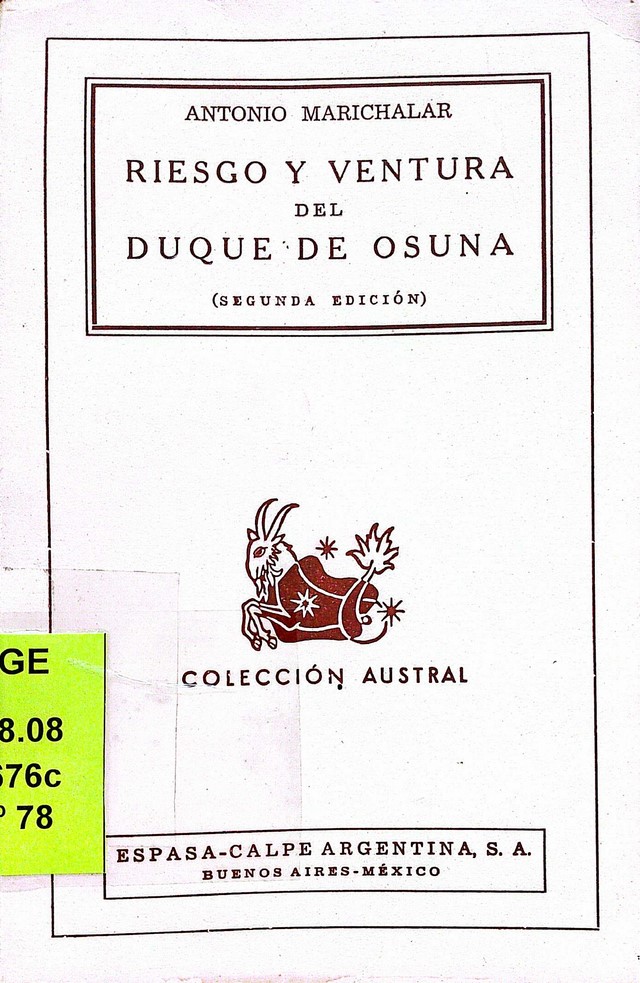 ANTONIO MARICHALAR
RIESGO Y VENTURA
DEL
DUQUE DE OSUNA
(SEGUNDA EDICIÓN)
COLECCIÓN AUSTRAL
GE
8.08
676c
º 78
ESPASA-CALPE ARGENTINA, S. A.
BUENOS AIRES-MÉXICO